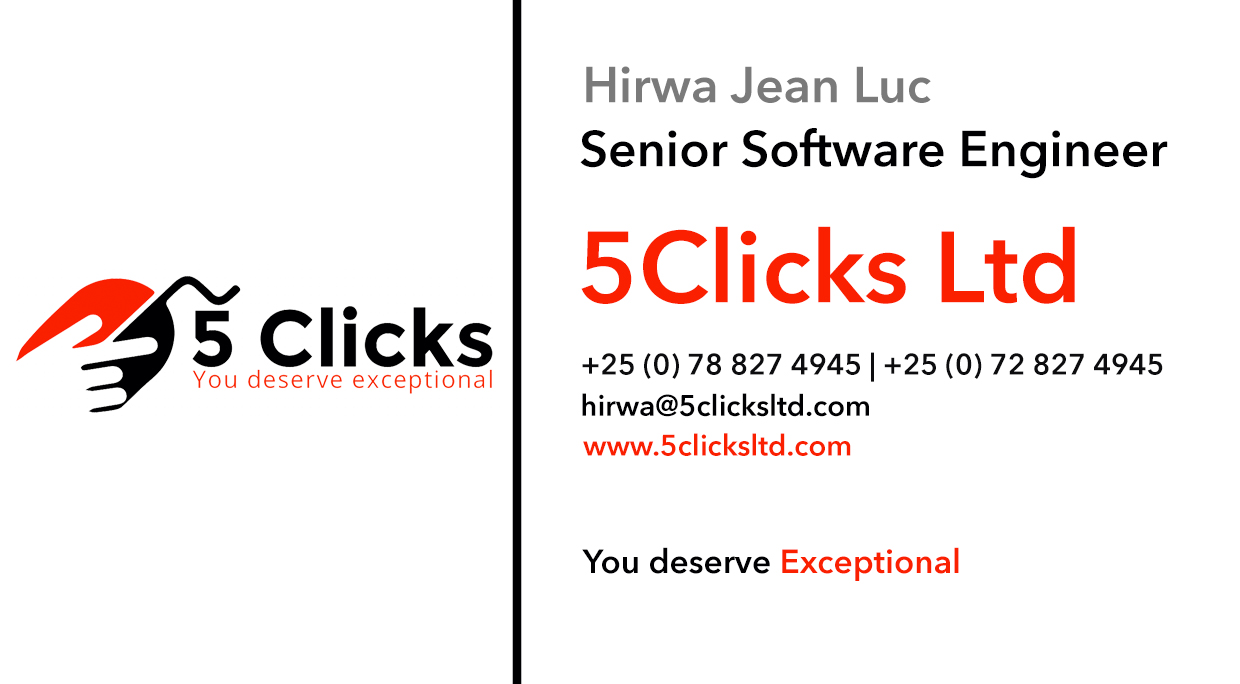 5 Clicks
You deserve exceptional
Hirwa Jean Luc
Senior Software Engineer
5Clicks Ltd
+25 (0) 78 827 4945 | +25 (0) 72 827 4945
hirwa@5clicksltd.com
www.5clicksltd.com
You deserve Exceptional